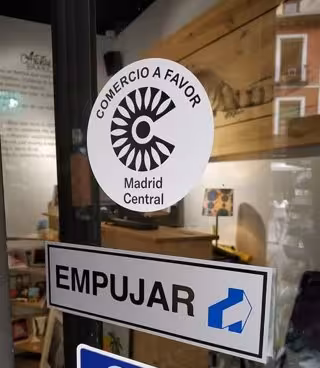 COMERCIO A FAVOR
Madrid
Central
EMPUJAR